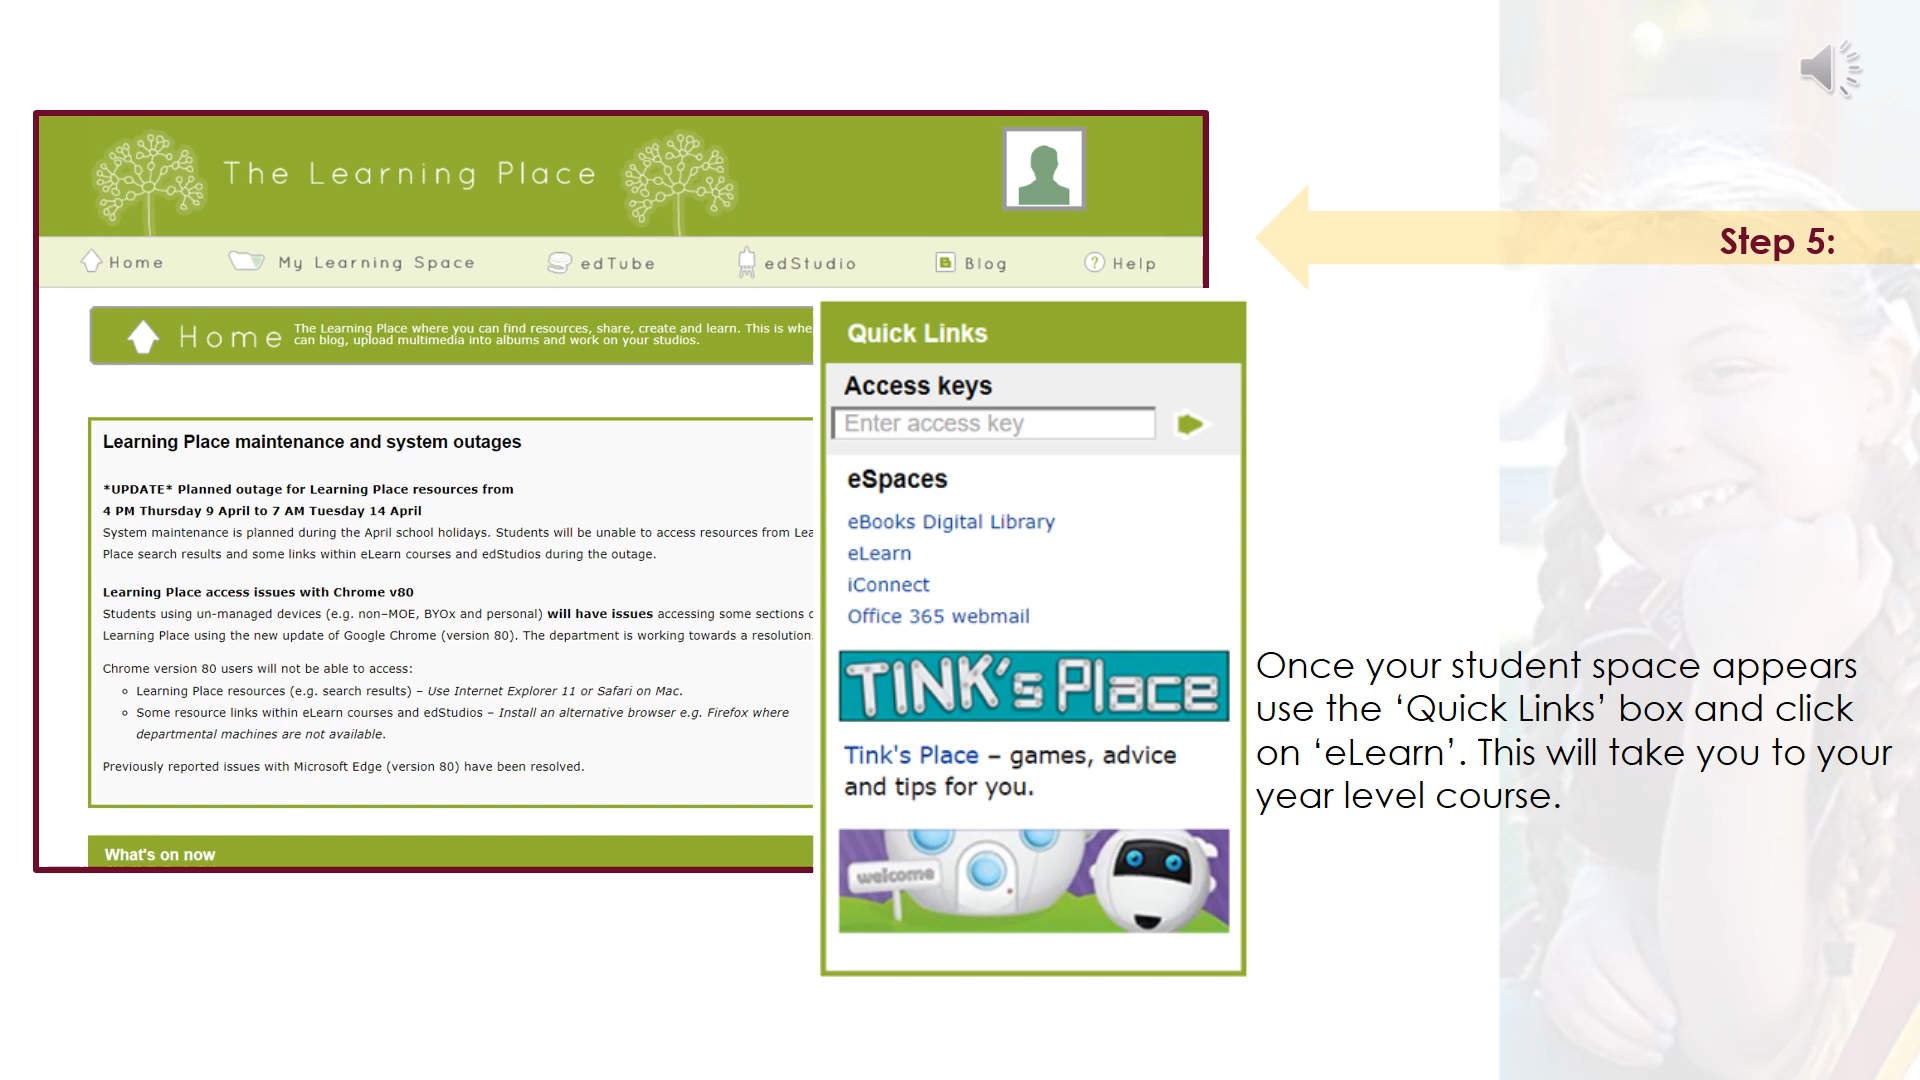 The Learning Place
Home
My Learning Space
edTube
edStudio
B Blog
? Help
Home
The Learning Place where you can find resources, share, create and learn. This is whe
can blog, upload multimedia into albums and work on your studios.
Learning Place maintenance and system outages
*UPDATE* Planned outage for Learning Place resources from
4 PM Thursday 9 April to 7 AM Tuesday 14 April
System maintenance is planned during the April school holidays. Students will be unable to access resources from Lea
Place search results and some links within eLearn courses and edStudios during the outage.
Learning Place access issues with Chrome v80
Students using un-managed devices (e.g. non–MOE, BYOx and personal) will have issues accessing some sections o
Learning Place using the new update of Google Chrome (version 80). The department is working towards a resolution.
Chrome version 80 users will not be able to access:
Learning Place resources (e.g. search results) – Use Internet Explorer 11 or Safari on Mac.
Some resource links within eLearn courses and edStudios – Install an alternative browser e.g. Firefox where
departmental machines are not available.
Previously reported issues with Microsoft Edge (version 80) have been resolved.
What's on now
Quick Links
Access keys
Enter access key
eSpaces
eBooks Digital Library
eLearn
iConnect
Office 365 webmail
TINK's Place
Tink's Place – games, advice
and tips for you.
welcome
Step 5:
Once your student space appears
use the ‘Quick Links’ box and click
on ‘eLearn’. This will take you to your
year level course.